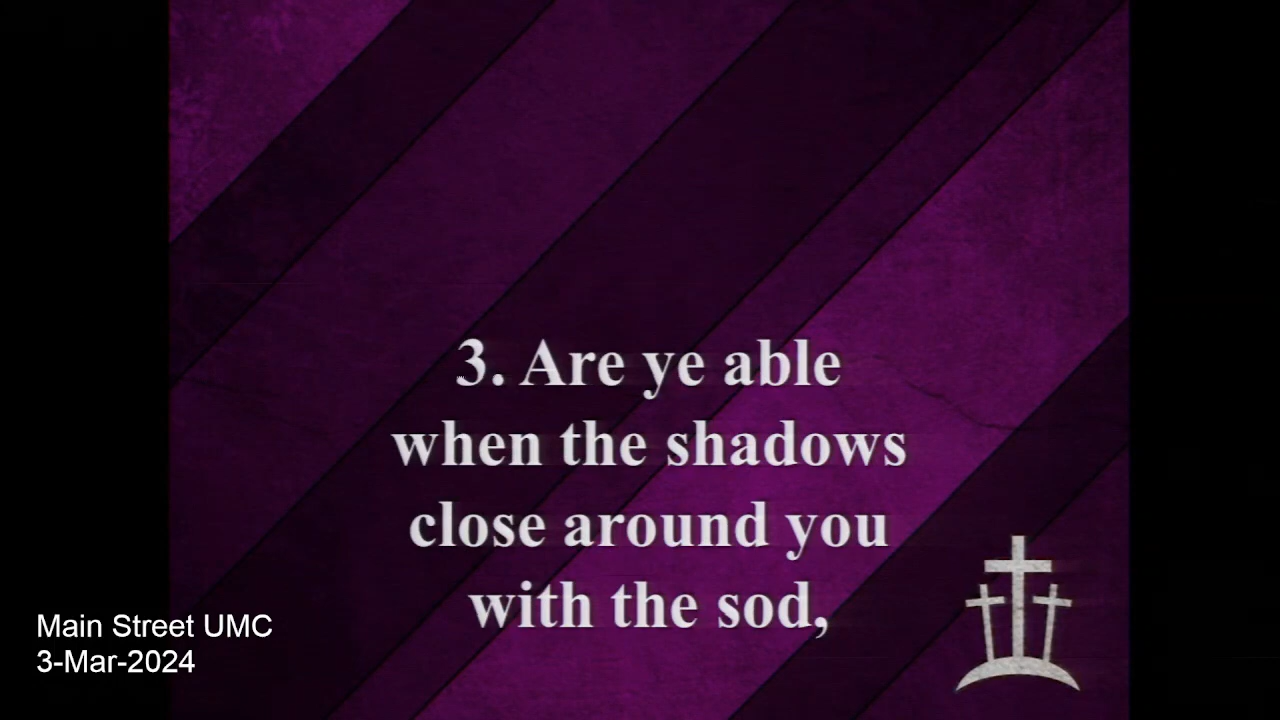 3. Are ye able
when the shadows
close around you
with the sod,
Main Street UMC
3-Mar-2024